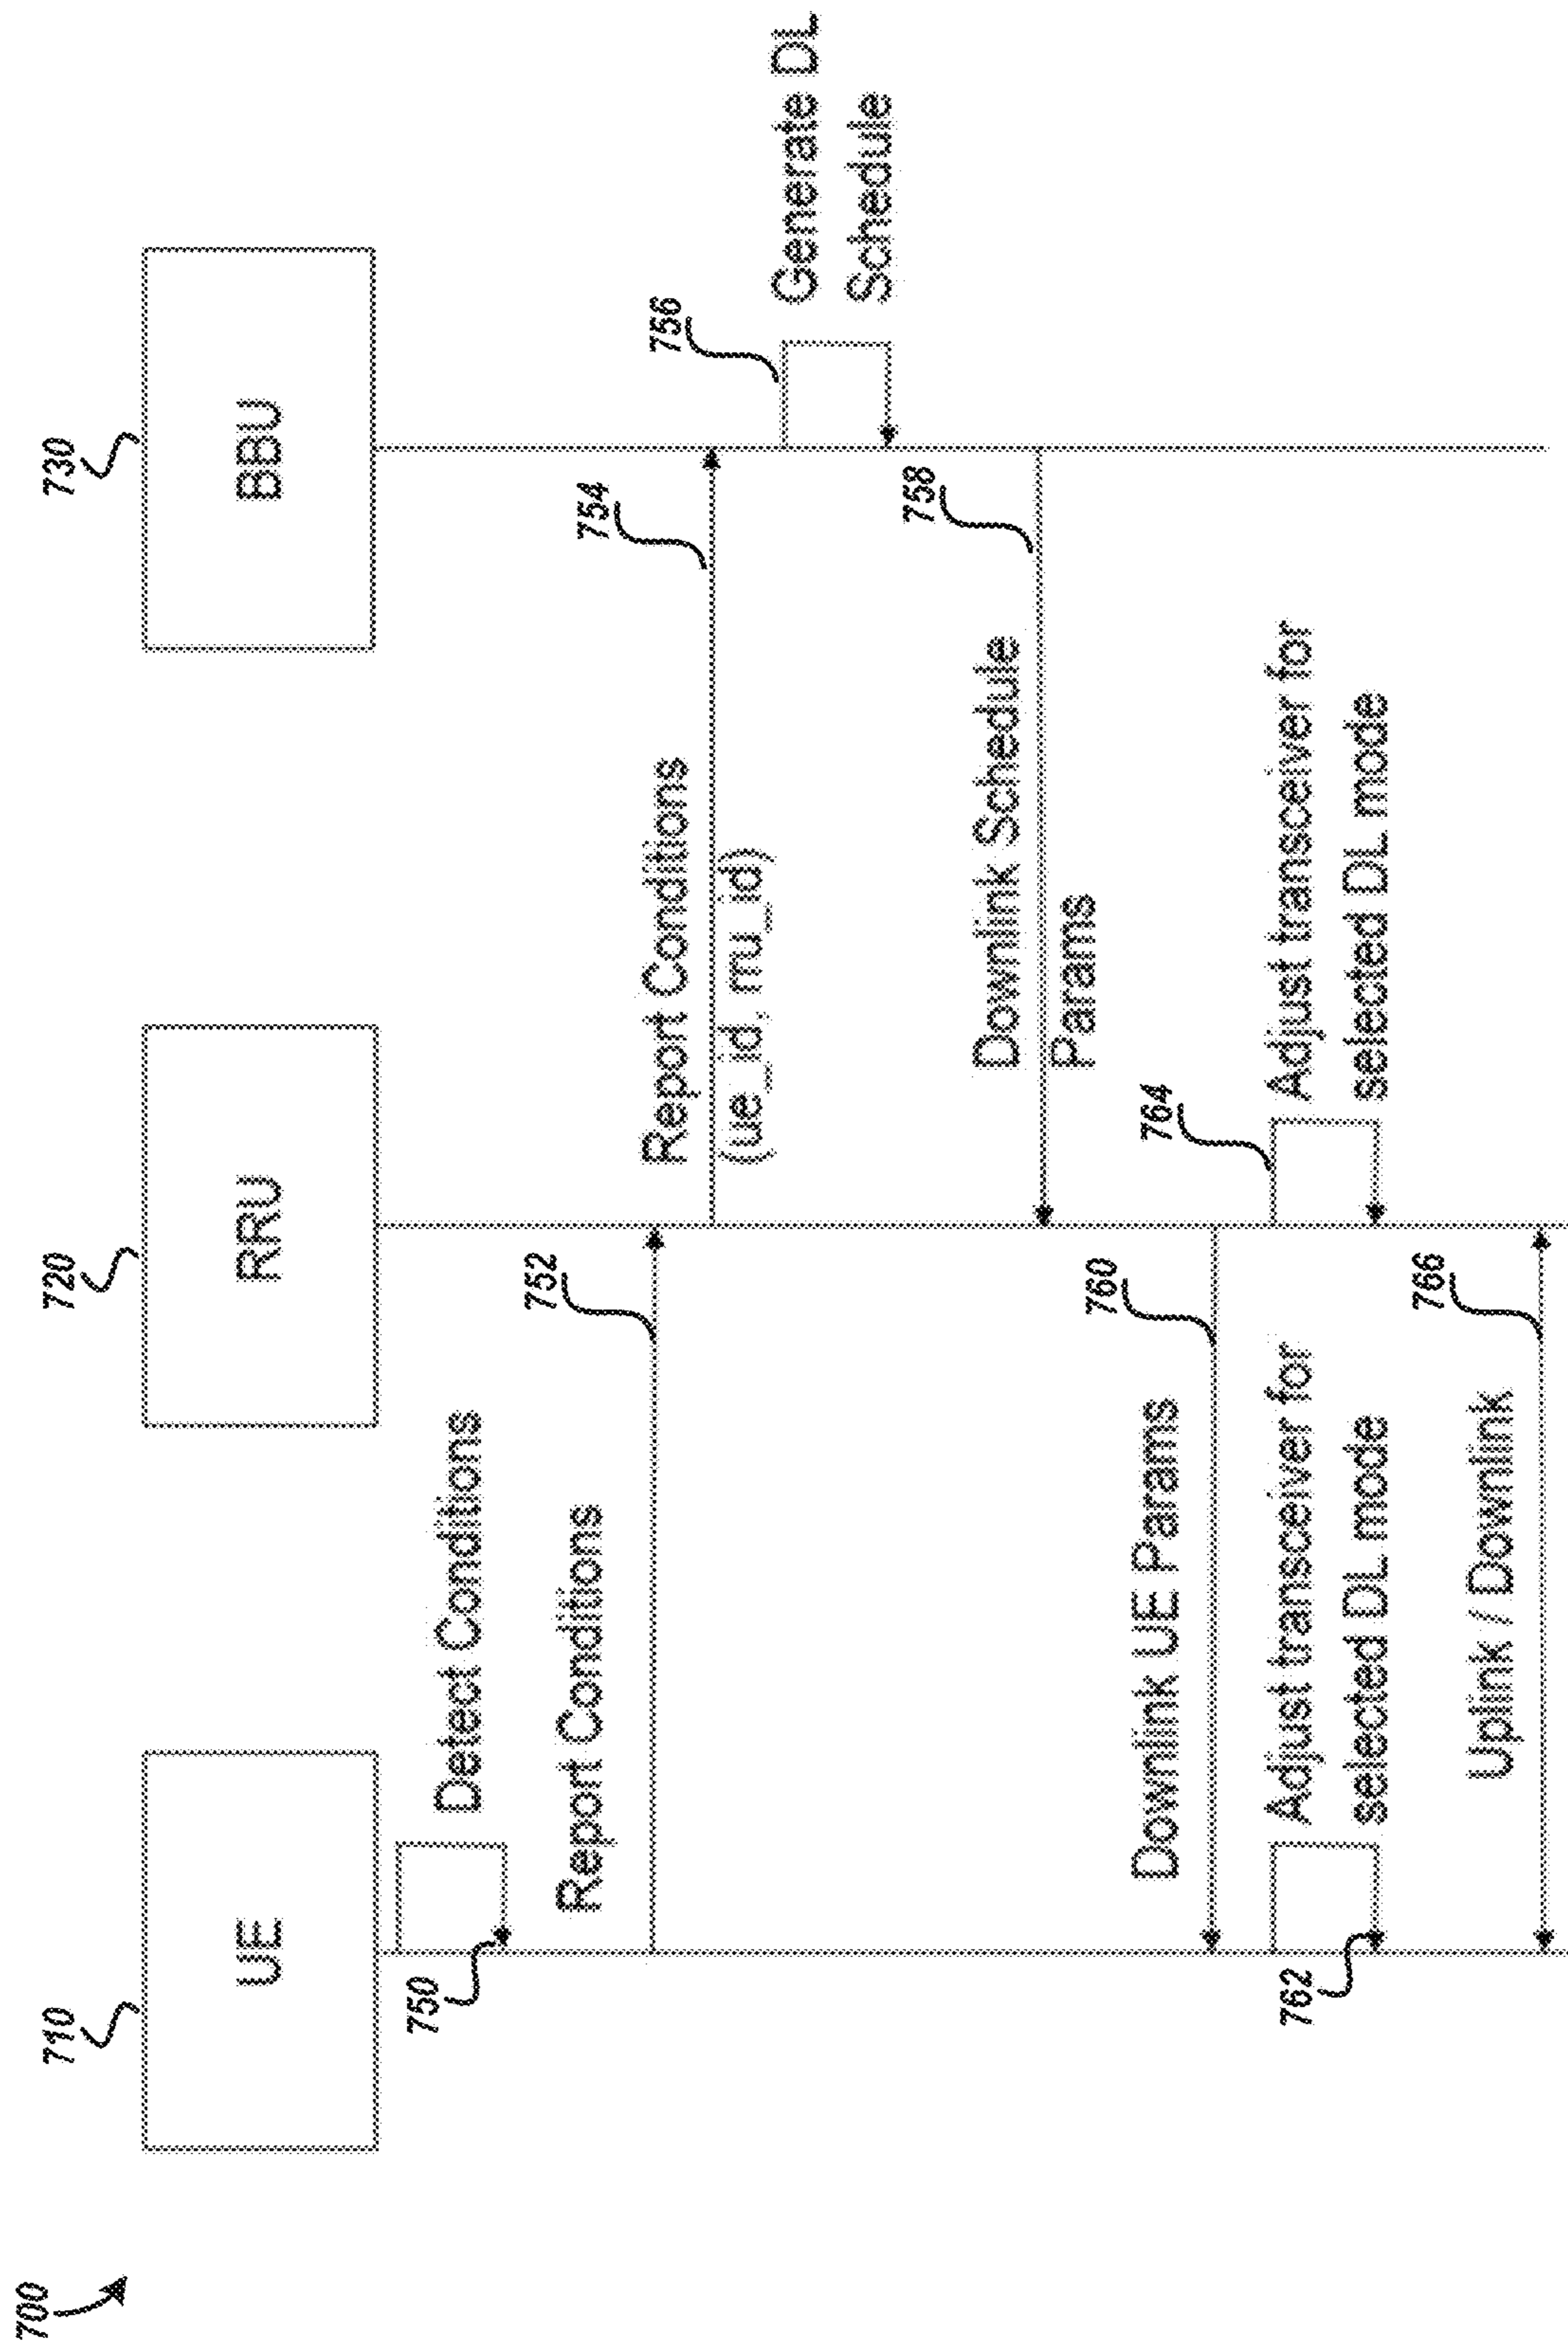 700
710
720
730
UE
RRU
BBU
750
Detect Conditions
Report Conditions
752
Report Conditions
(ue_id, rru_id)
754
756
Generate DL
Schedule
758
Downlink Schedule
Params
760
Downlink UE Params
762
Adjust transceiver for
selected DL mode
764
Adjust transceiver for
selected DL mode
766
Uplink / Downlink